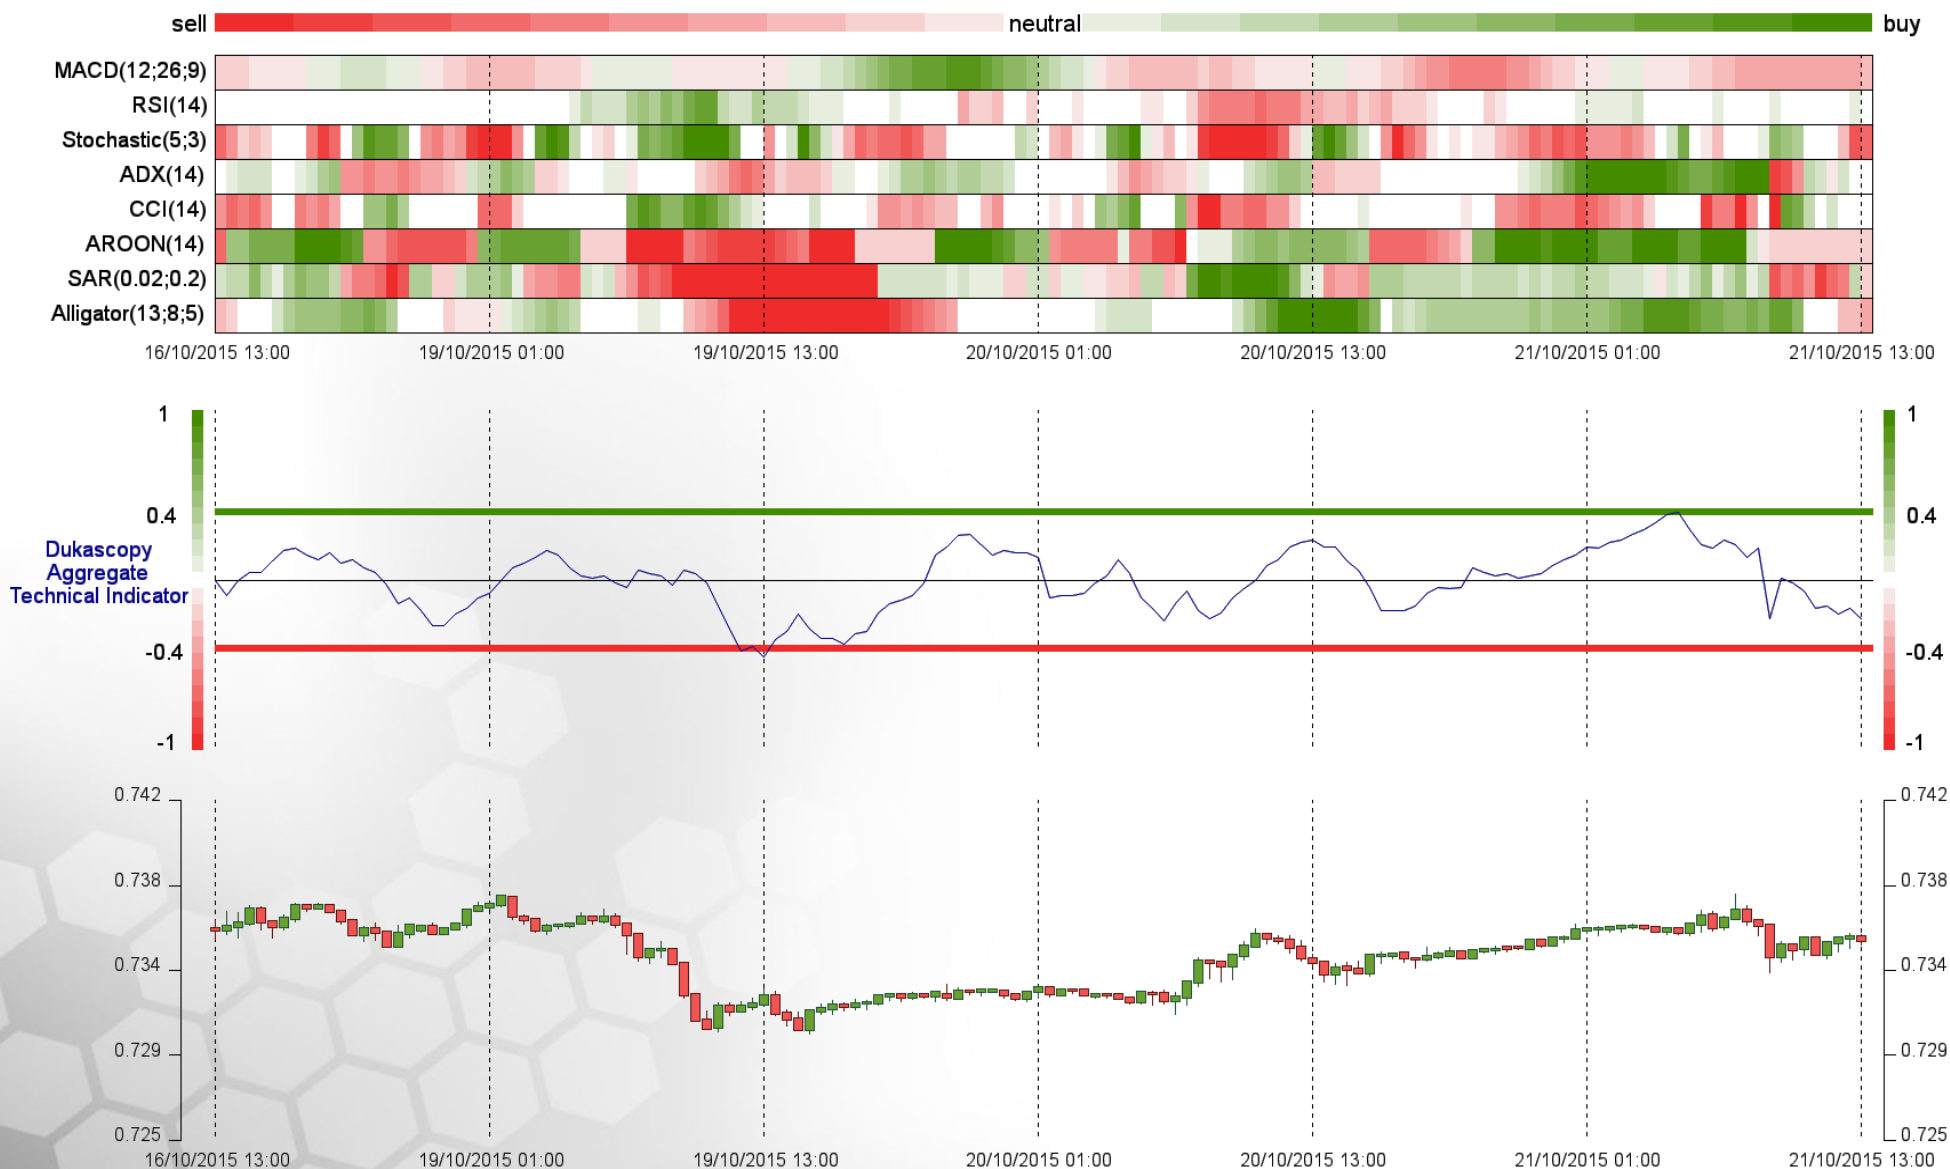 sell neutral buy
MACD(12;26;9)
RSI(14)
Stochastic(5;3)
ADX(14)
CCI(14)
AROON(14)
SAR(0.02;0.2)
Alligator(13;8;5)
16/10/2015 13:00 19/10/2015 01:00 19/10/2015 13:00 20/10/2015 01:00 20/10/2015 13:00 21/10/2015 01:00 21/10/2015 13:00
1 1
0.4 0.4
Dukascopy
Aggregate
Technical Indicator
-0.4 -0.4
-1 -1
0.742 0.742
0.738 0.738
0.734 0.734
0.729 0.729
0.725 0.725
16/10/2015 13:00 19/10/2015 01:00 19/10/2015 13:00 20/10/2015 01:00 20/10/2015 13:00 21/10/2015 01:00 21/10/2015 13:00